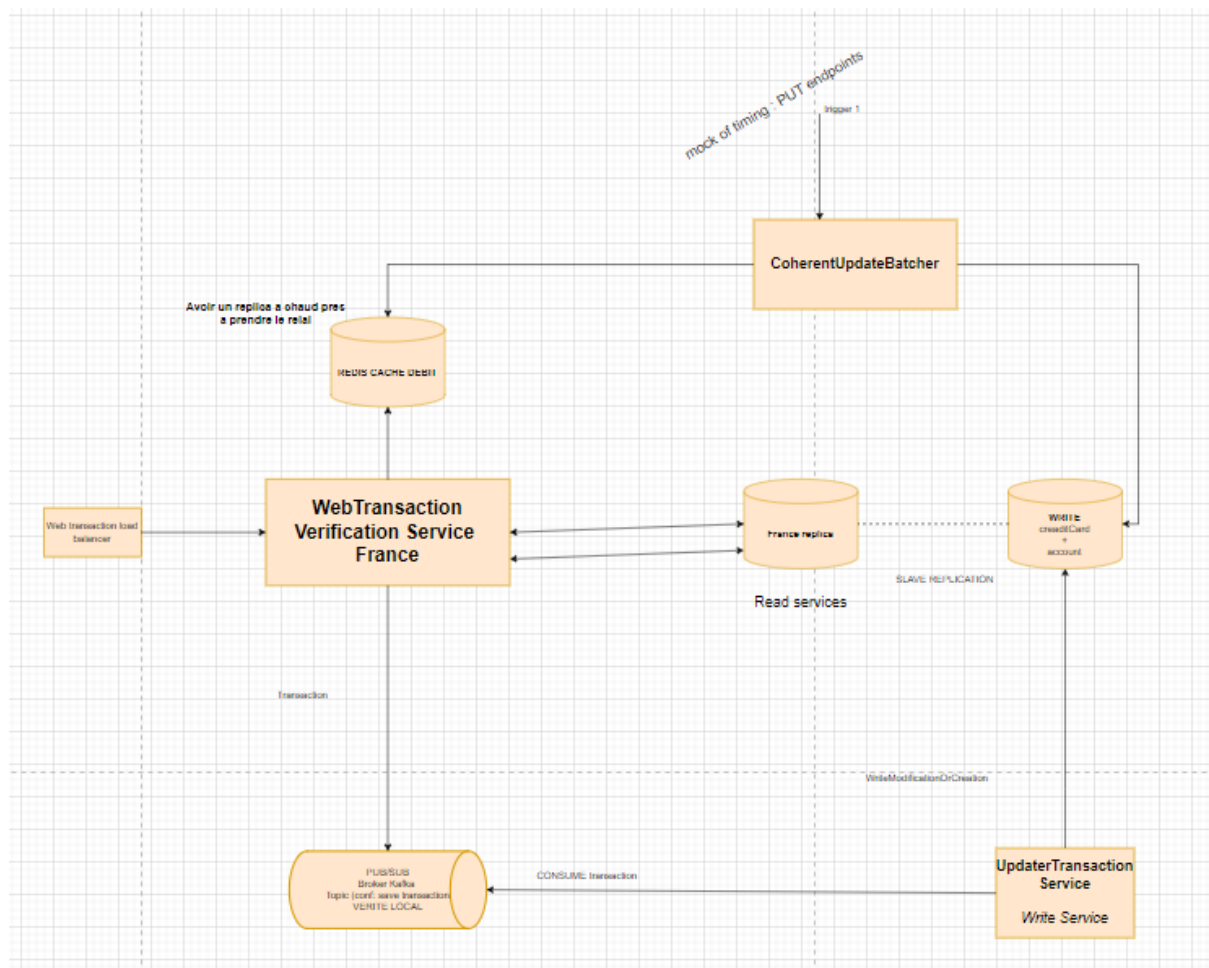 mock of timing : PUT endpoints
trigger 1
CoherentUpdateBatcher
Avoir un replica a chaud pres
a prendre le relai
REDIS CACHE DEBIT
WebTransaction
Verification Service
France
Web transaction load
balancer
France replica
WRITE
creaditCard
+
account
SLAVE REPLICATION
Read services
Transaction
WriteModificationOrCreation
PUB/SUB
Broker Kafka
Topic (conf: save transaction
VERITE LOCAL
CONSUME transaction
UpdaterTransaction
Service
Write Service